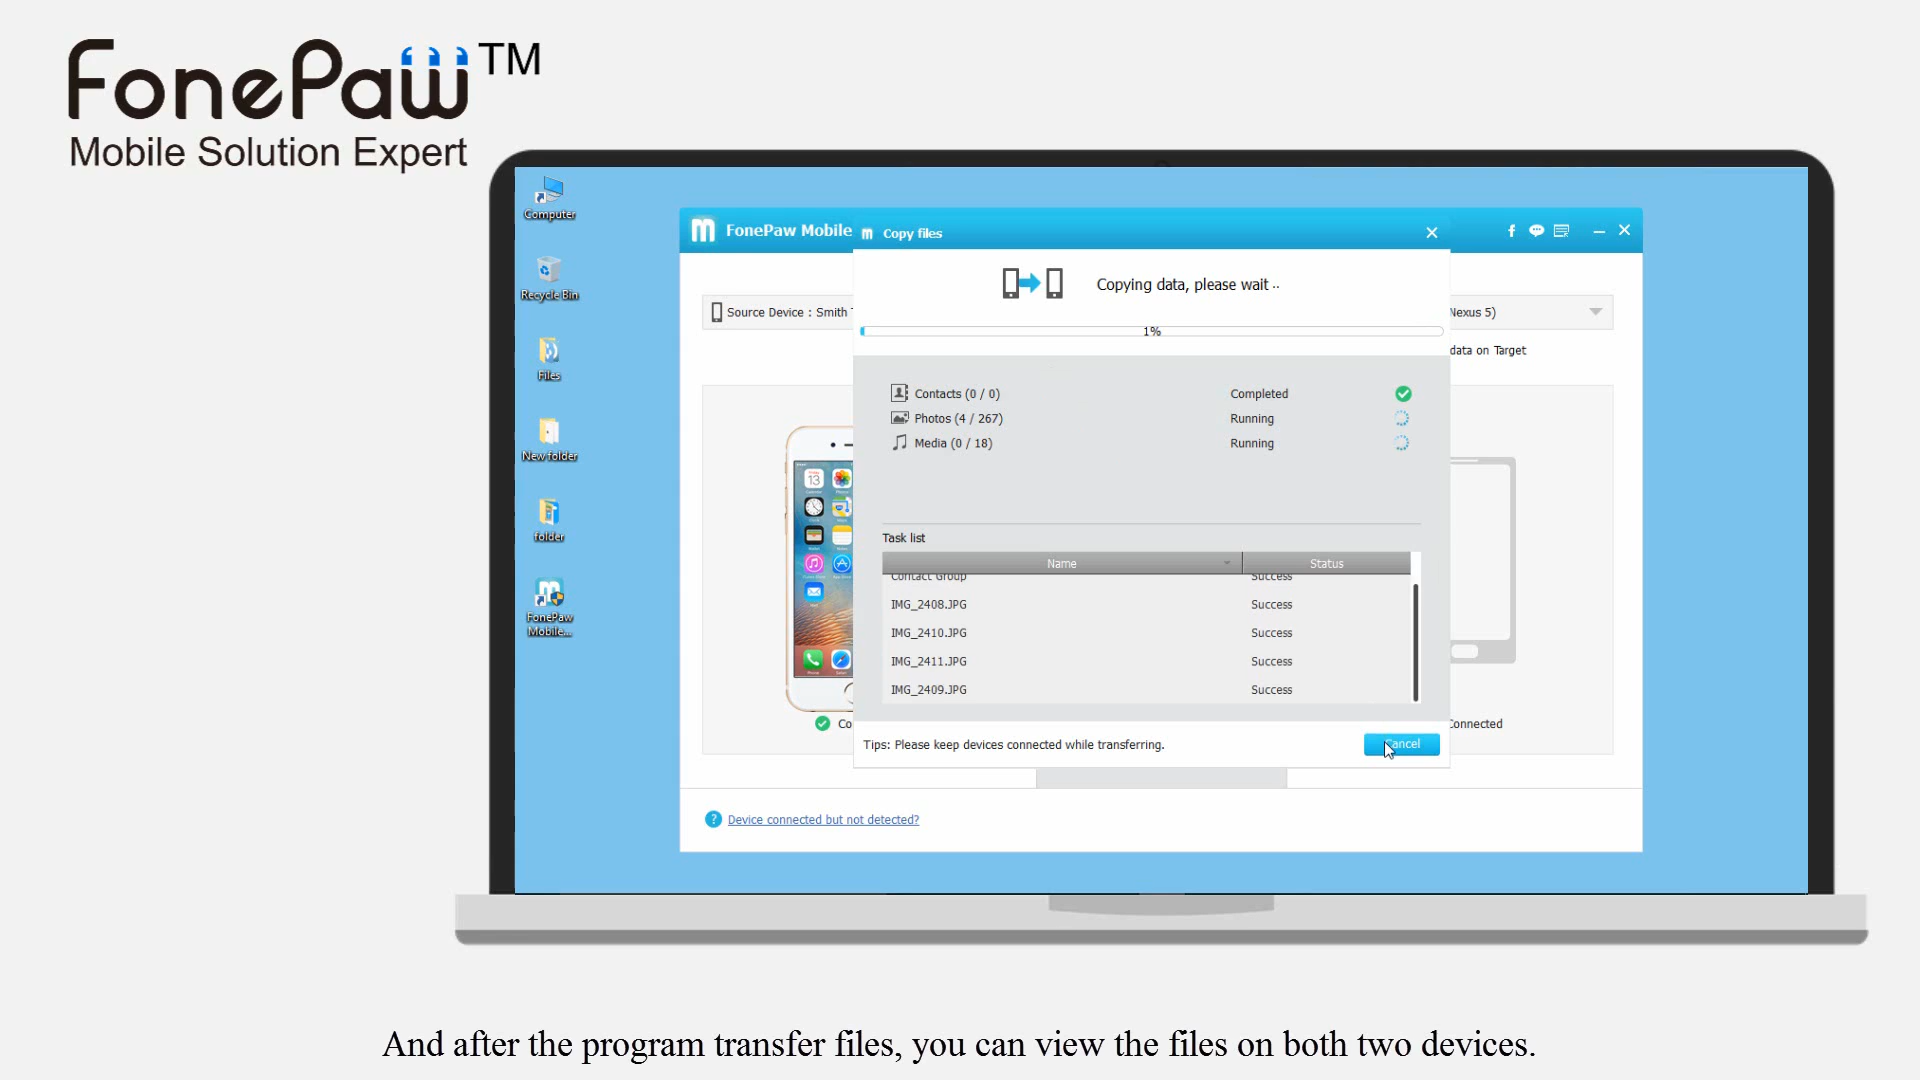 FonePaw™
Mobile Solution Expert
Computer
Recycle Bin
Files
New folder
folder
FonePaw
Mobile...
FonePaw Mobile
Copy files
Copying data, please wait ..
1%
Source Device : Smith
Nexus 5)
data on Target
Contacts (0 / 0) Completed
Photos (4 / 267) Running
Media (0 / 18) Running
Task list
Name Status
Contact Group Success
IMG_2408.JPG Success
IMG_2410.JPG Success
IMG_2411.JPG Success
IMG_2409.JPG Success
Co
Connected
Tips: Please keep devices connected while transferring.
Cancel
Device connected but not detected?
And after the program transfer files, you can view the files on both two devices.